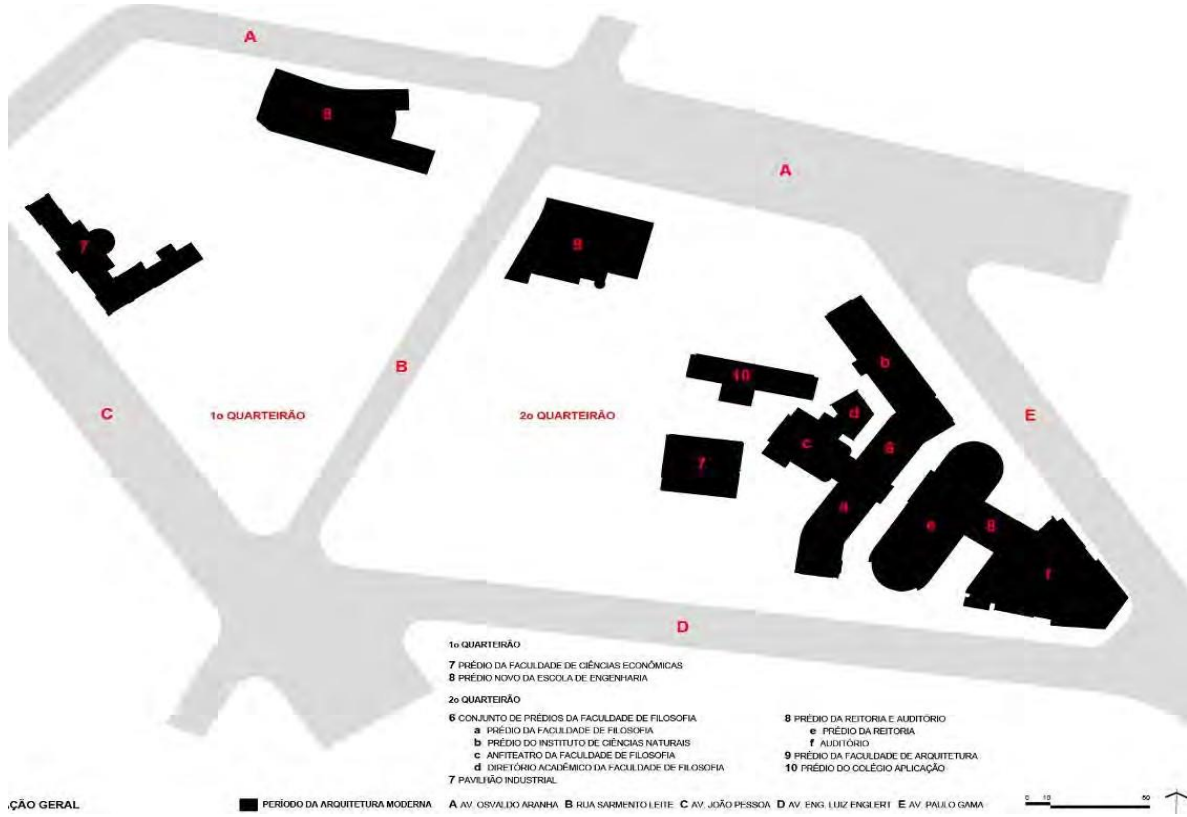 A
8
A
9
7
b
B
10
1o QUARTEIRÃO
2o QUARTEIRÃO
C
d
E
c
6
7
a
e
8
f
D
1o QUARTEIRÃO
7 PRÉDIO DA FACULDADE DE CIÊNCIAS ECONÔMICAS
8 PRÉDIO NOVO DA ESCOLA DE ENGENHARIA
2o QUARTEIRÃO
6 CONJUNTO DE PRÉDIOS DA FACULDADE DE FILOSOFIA
a PRÉDIO DA FACULDADE DE FILOSOFIA
b PRÉDIO DO INSTITUTO DE CIÊNCIAS NATURAIS
c ANFITEATRO DA FACULDADE DE FILOSOFIA
d DIRETÓRIO ACADÊMICO DA FACULDADE DE FILOSOFIA
7 PAVILHÃO INDUSTRIAL
8 PRÉDIO DA REITORIA E AUDITÓRIO
e PRÉDIO DA REITORIA
f AUDITÓRIO
9 PRÉDIO DA FACULDADE DE ARQUITETURA
10 PRÉDIO DO COLÉGIO APLICAÇÃO
AÇÃO GERAL
PERÍODO DA ARQUITETURA MODERNA A AV. OSVALDO ARANHA B RUA SARMENTO LEITE C AV. JOÃO PESSOA D AV. ENG. LUIZ ENGLERT E AV. PAULO GAMA
0 10 50